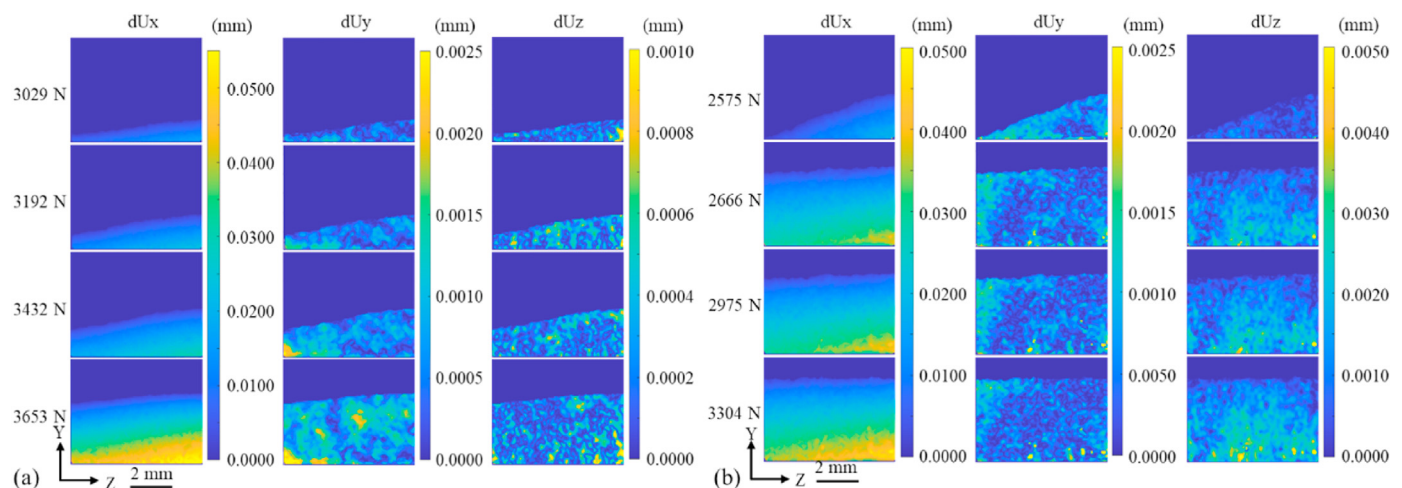 dUx (mm) dUy (mm) dUz (mm)
0.0500 0.0400 0.0300 0.0200 0.0100 0.0000
0.0025 0.0020 0.0015 0.0010 0.0005 0.0000
0.0010 0.0008 0.0006 0.0004 0.0002 0.0000
3029 N
3192 N
3432 N
3653 N
Y
Z
2 mm
(a)
dUx (mm) dUy (mm) dUz (mm)
0.0500 0.0400 0.0300 0.0200 0.0100 0.0000
0.0025 0.0020 0.0015 0.0010 0.0050 0.0000
0.0050 0.0040 0.0030 0.0020 0.0010 0.0000
2575 N
2666 N
2975 N
3304 N
Y
Z
2 mm
(b)